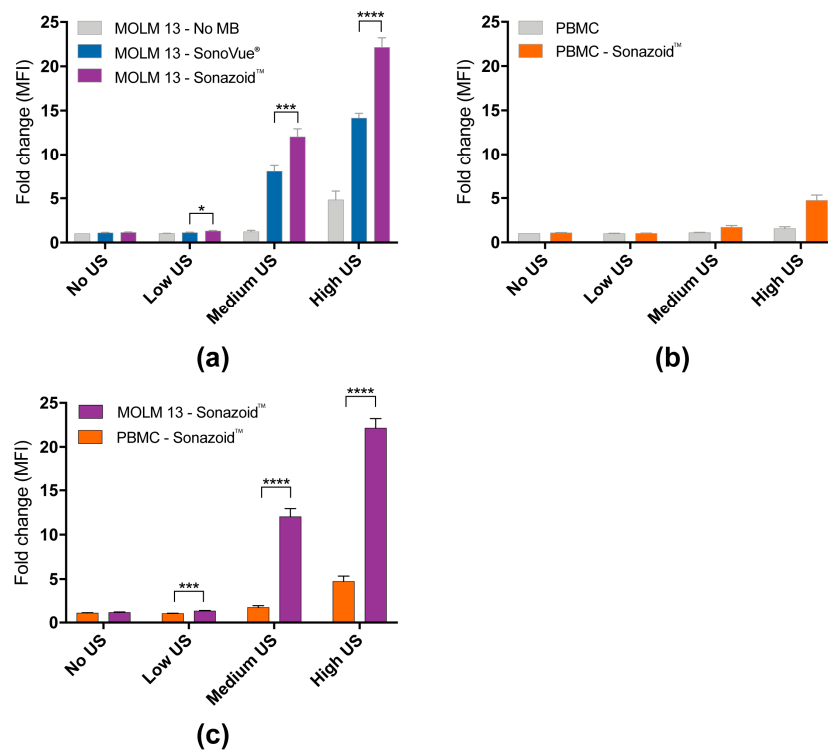 MOLM 13 - No MB
MOLM 13 - SonoVue®
MOLM 13 - Sonazoid™
Fold change (MFI)
25
20
15
10
5
0
*
***
****
No US
Low US
Medium US
High US
(a)
PBMC
PBMC - Sonazoid™
Fold change (MFI)
25
20
15
10
5
0
No US
Low US
Medium US
High US
(b)
MOLM 13 - Sonazoid™
PBMC - Sonazoid™
Fold change (MFI)
25
20
15
10
5
0
***
****
****
No US
Low US
Medium US
High US
(c)